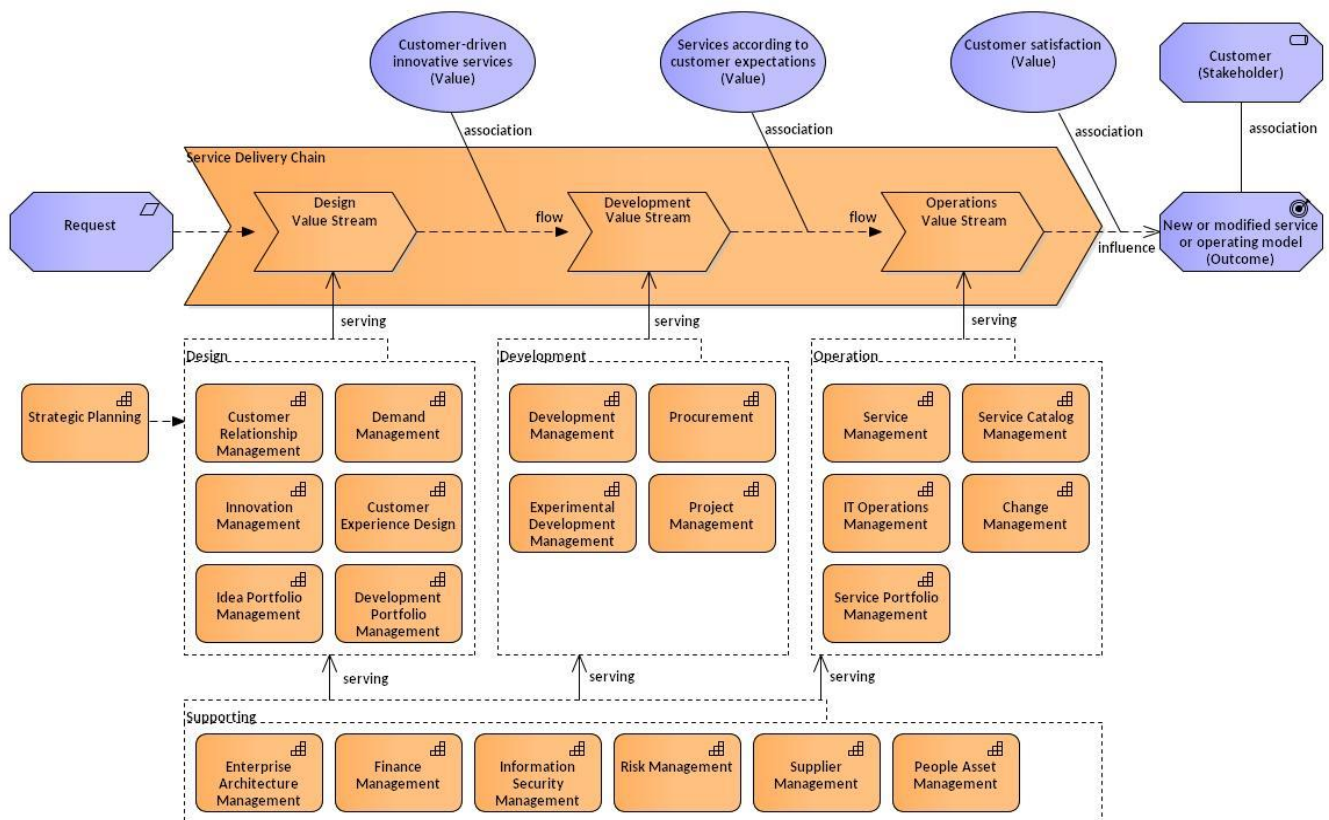 Customer-driven
innovative services
(Value)
Services according to
customer expectations
(Value)
Customer satisfaction
(Value)
Customer
(Stakeholder)
association
association
association
association
Service Delivery Chain
Request
Design
Value Stream
flow
Development
Value Stream
flow
Operations
Value Stream
influence
New or modified service
or operating model
(Outcome)
serving
serving
serving
Design
Development
Operation
Strategic Planning
Customer
Relationship
Management
Demand
Management
Innovation
Management
Customer
Experience Design
Idea Portfolio
Management
Development
Portfolio
Management
Development
Management
Procurement
Experimental
Development
Management
Project
Management
Service
Management
Service Catalog
Management
IT Operations
Management
Change
Management
Service Portfolio
Management
serving
serving
serving
Supporting
Enterprise
Architecture
Management
Finance
Management
Information
Security
Management
Risk Management
Supplier
Management
People Asset
Management